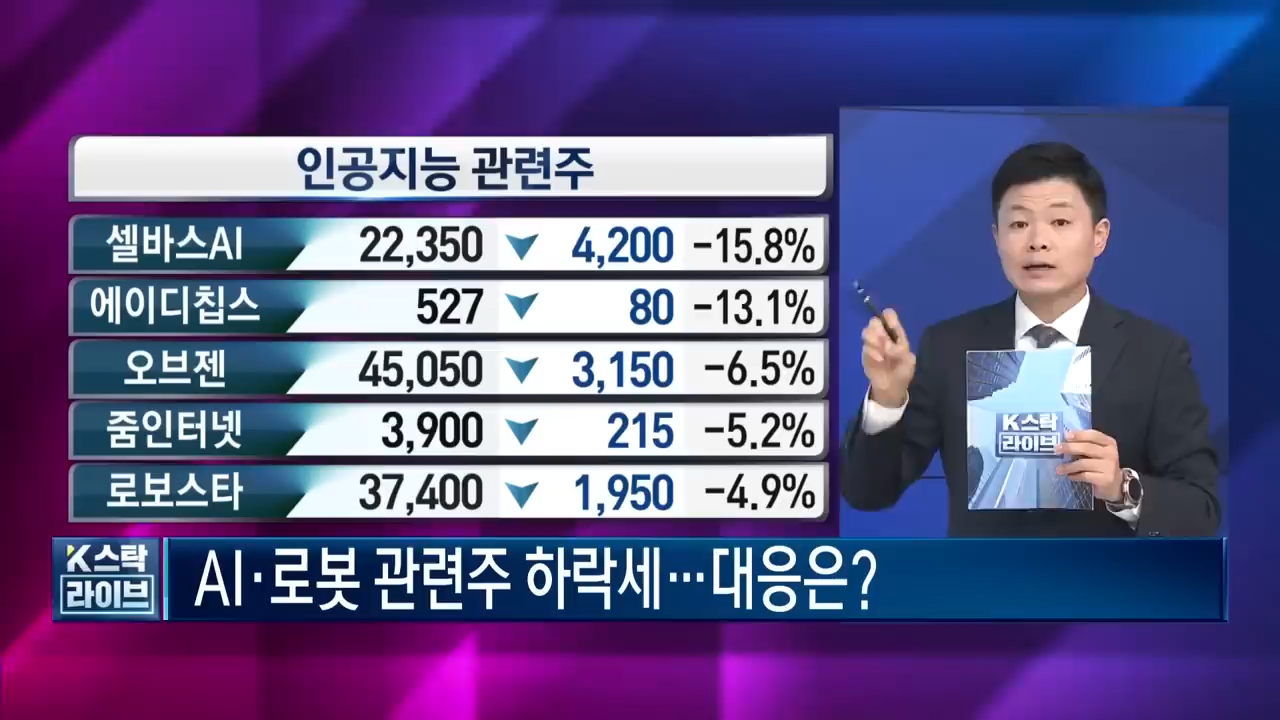 인공지능 관련주
셀바스AI 22,350 ▼ 4,200 -15.8%
에이디칩스 527 ▼ 80 -13.1%
오브젠 45,050 ▼ 3,150 -6.5%
줌인터넷 3,900 ▼ 215 -5.2%
로보스타 37,400 ▼ 1,950 -4.9%
K스탁
라이브
K스탁
라이브
AI·로봇 관련주 하락세…대응은?